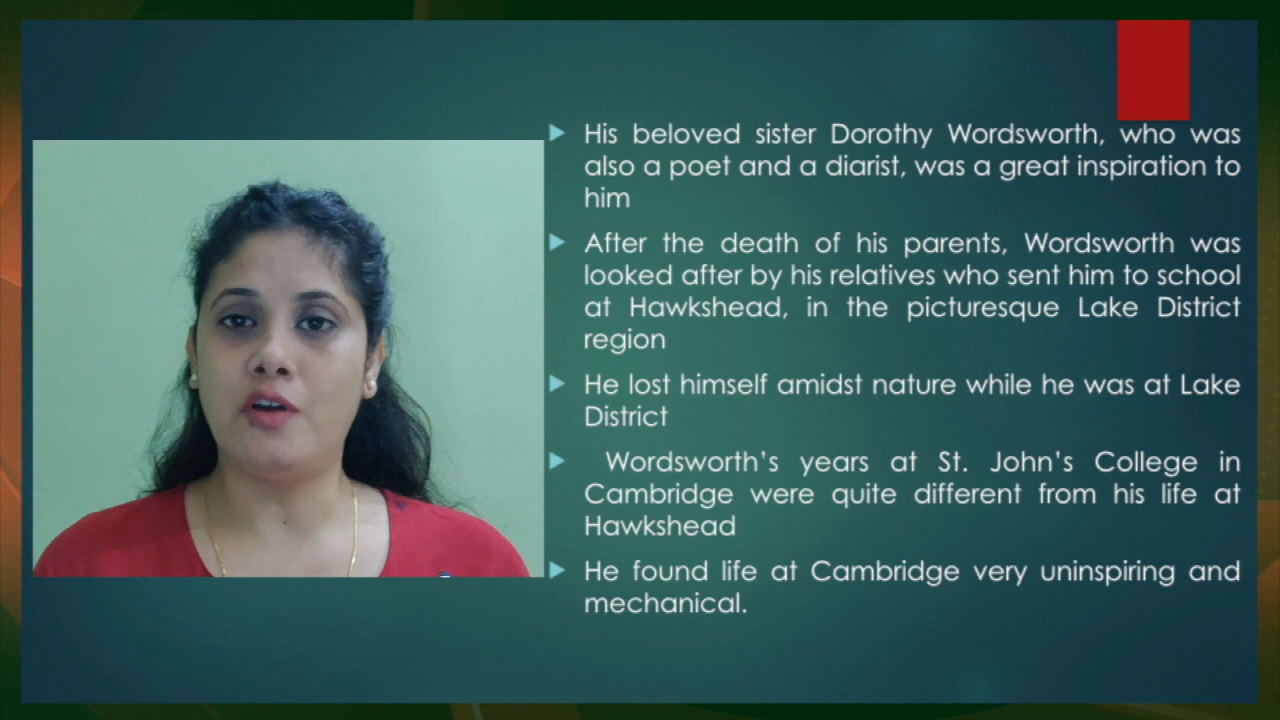 His beloved sister Dorothy Wordsworth, who was
also a poet and a diarist, was a great inspiration to
him
After the death of his parents, Wordsworth was
looked after by his relatives who sent him to school
at Hawkshead, in the picturesque Lake District
region
He lost himself amidst nature while he was at Lake
District
Wordsworth's years at St. John's College in
Cambridge were quite different from his life at
Hawkshead
He found life at Cambridge very uninspiring and
mechanical.